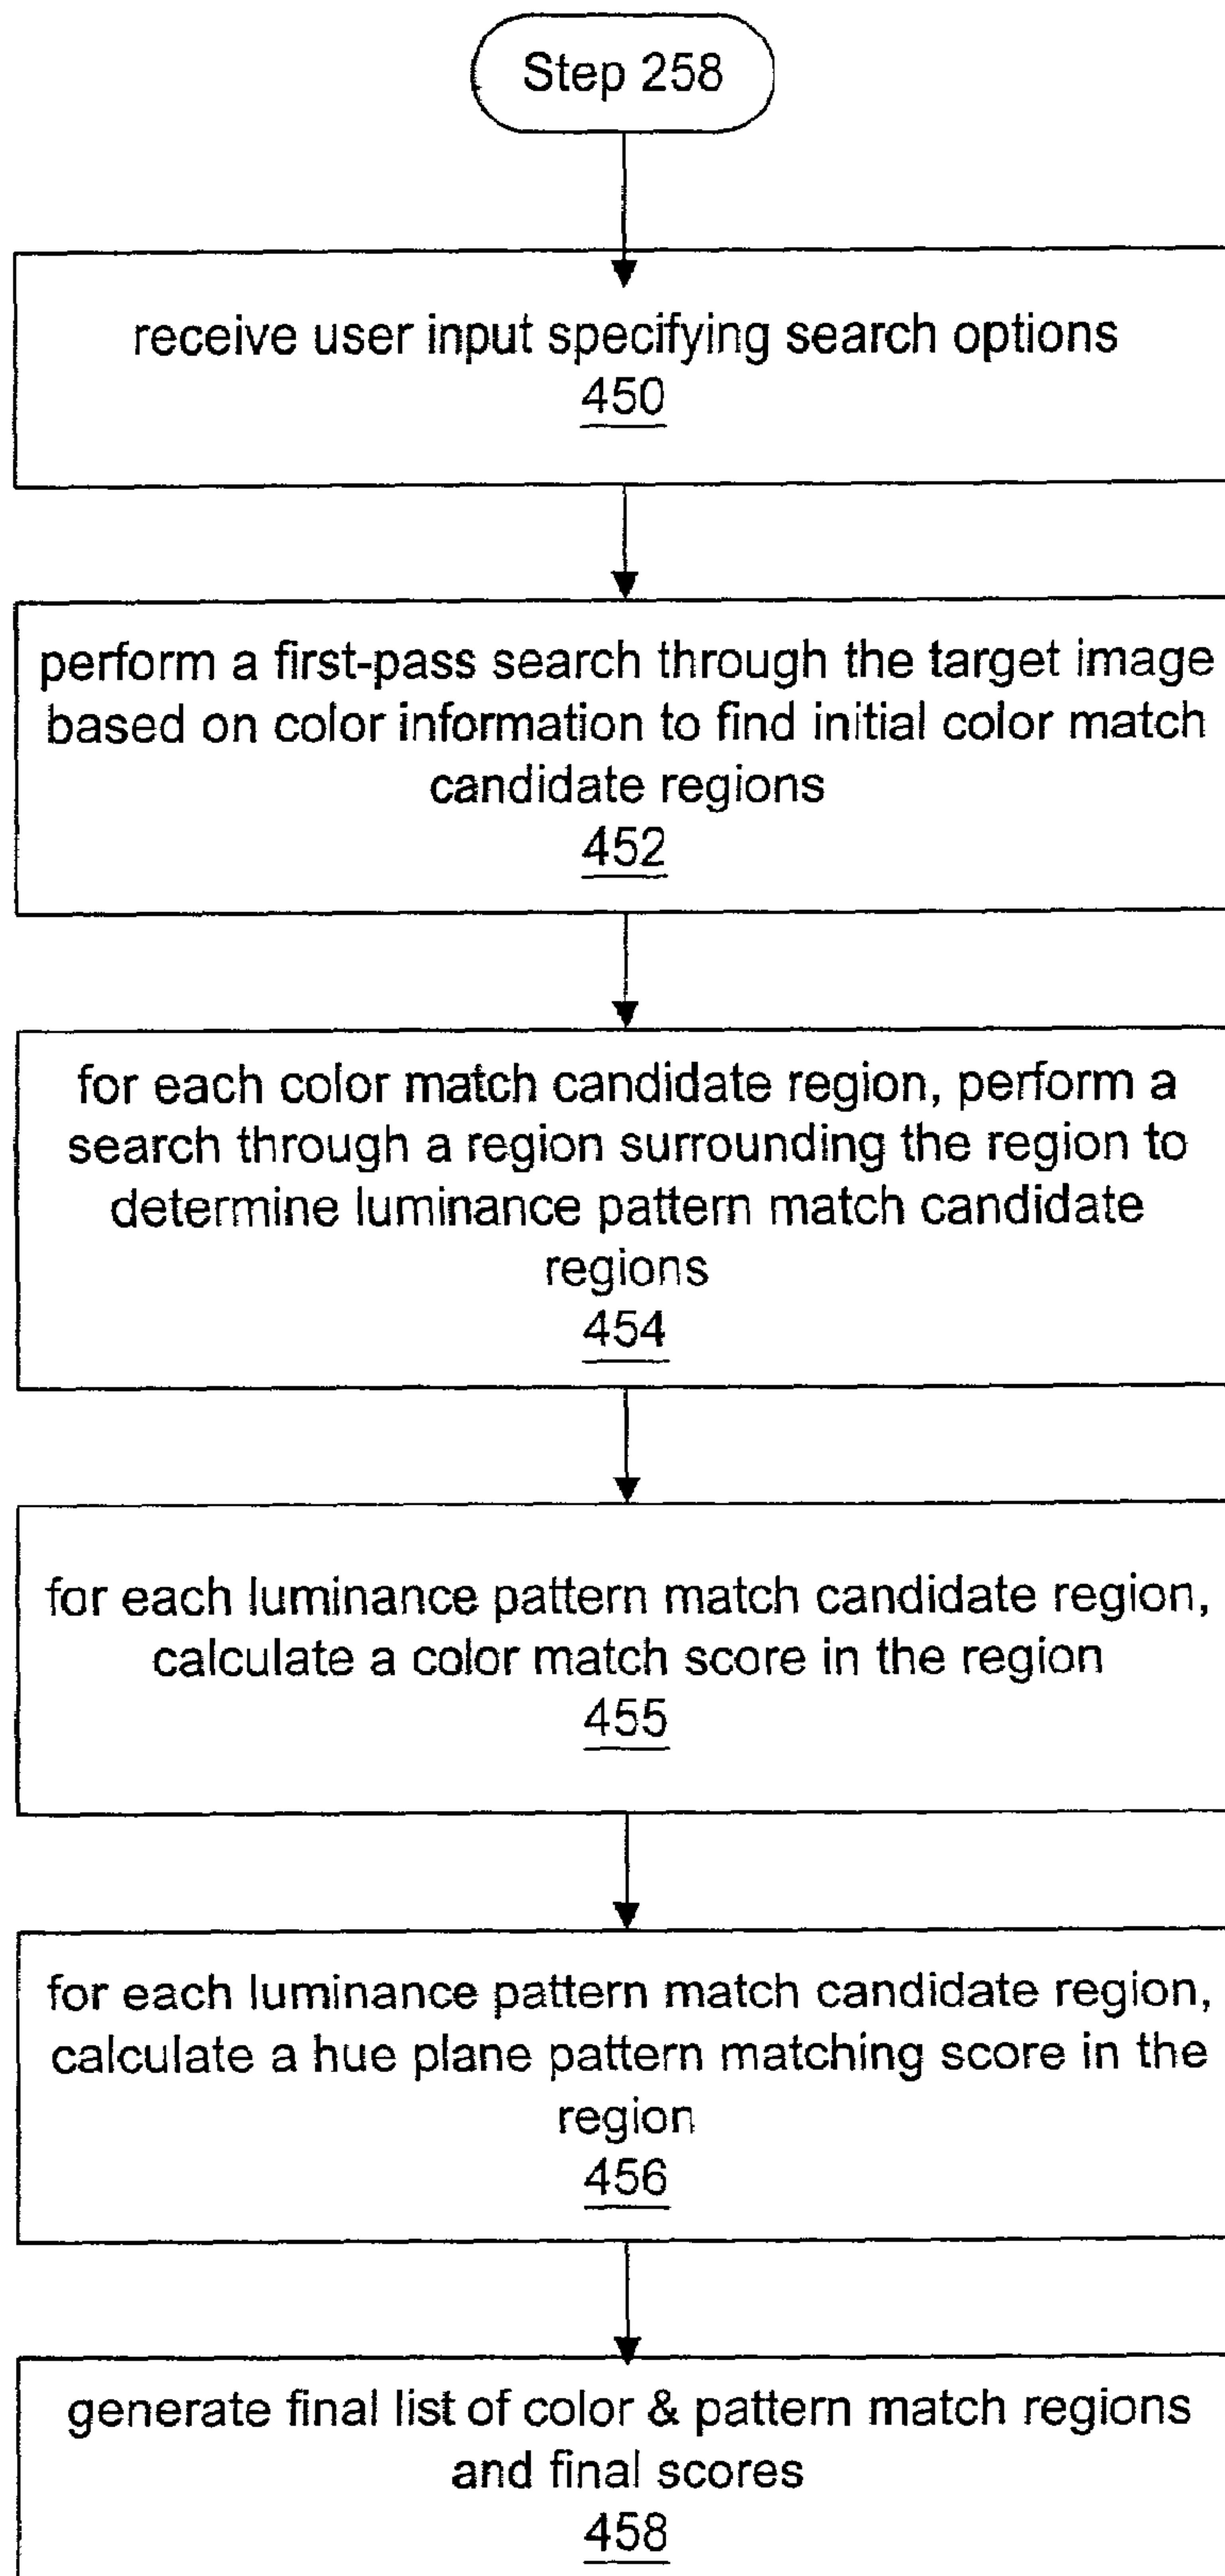 Step 258
receive user input specifying search options
450
perform a first-pass search through the target image
based on color information to find initial color match
candidate regions
452
for each color match candidate region, perform a
search through a region surrounding the region to
determine luminance pattern match candidate
regions
454
for each luminance pattern match candidate region,
calculate a color match score in the region
455
for each luminance pattern match candidate region,
calculate a hue plane pattern matching score in the
region
456
generate final list of color & pattern match regions
and final scores
458